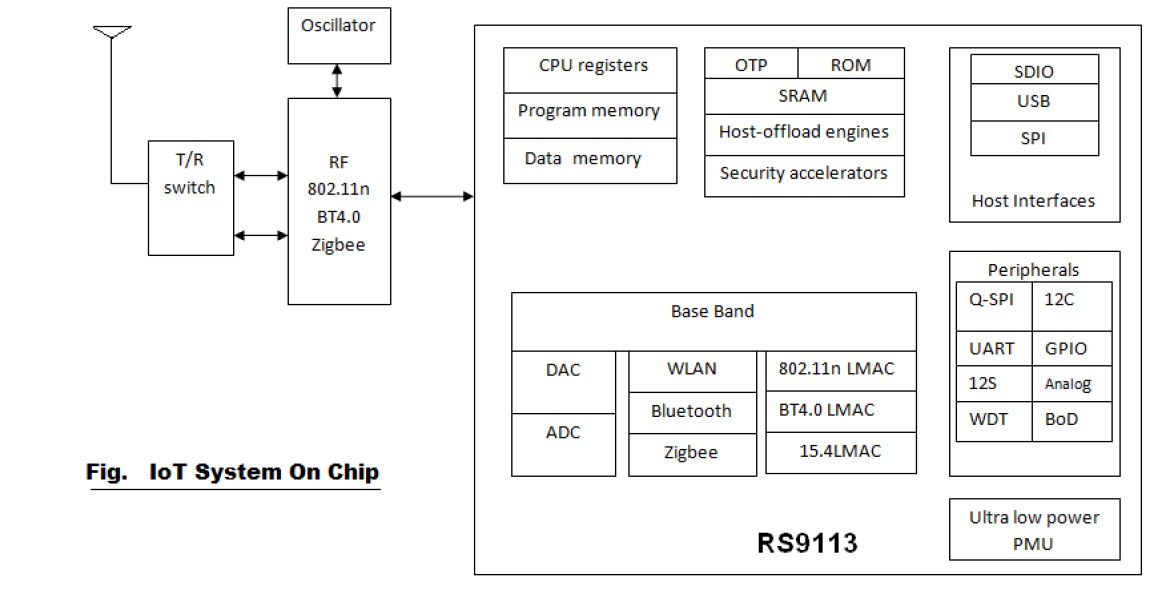 Oscillator
T/R
switch
RF
802.11n
BT4.0
Zigbee
CPU registers
Program memory
Data memory
OTP
ROM
SRAM
Host-offload engines
Security accelerators
SDIO
USB
SPI
Host Interfaces
Base Band
DAC
ADC
WLAN
Bluetooth
Zigbee
802.11n LMAC
BT4.0 LMAC
15.4LMAC
Peripherals
Q-SPI
12C
UART
GPIO
12S
Analog
WDT
BoD
Ultra low power
PMU
RS9113
Fig. IoT System On Chip